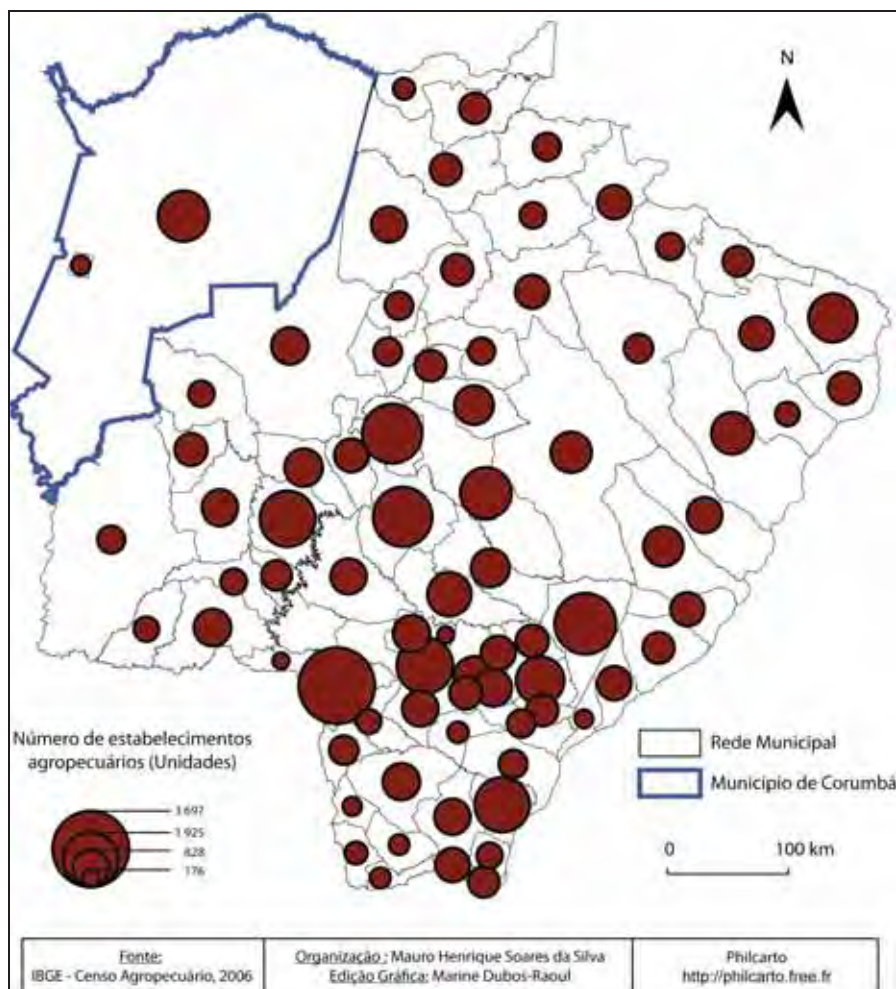 N
Número de estabelecimentos
agropecuários (Unidades)
3 697
1 925
828
176
Rede Municipal
Municipio de Corumbá
0 100 km
Fonte:
IBGE - Censo Agropecuário, 2006
Organização : Mauro Henrique Soares da Silva
Edição Gráfica: Marine Dubos-Raoul
Philcarto
http://philcarto.free.fr